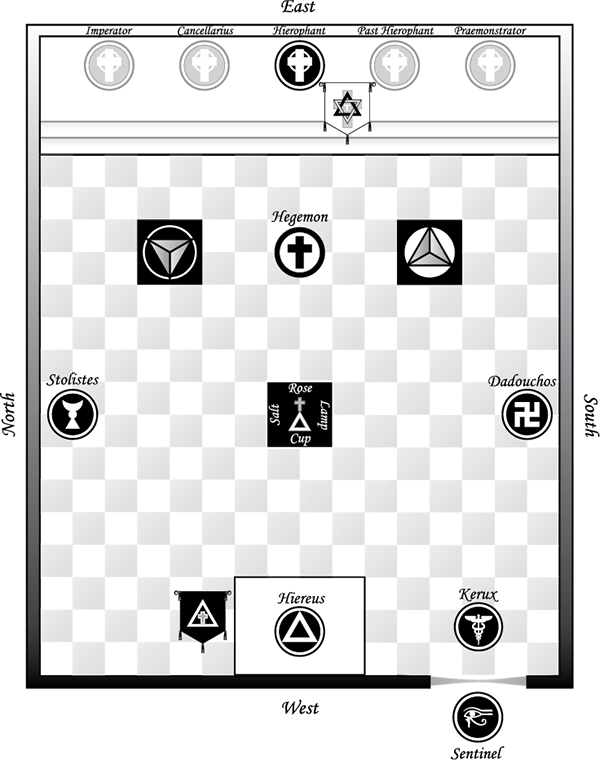 East
Imperator
Cancellarius
Hierophant
Past Hierophant
Praemonstrator
Hegemon
Stolistes
Dadouchos
North
South
Rose
Salt
Lamp
Cup
Hiereus
Kerux
West
Sentinel